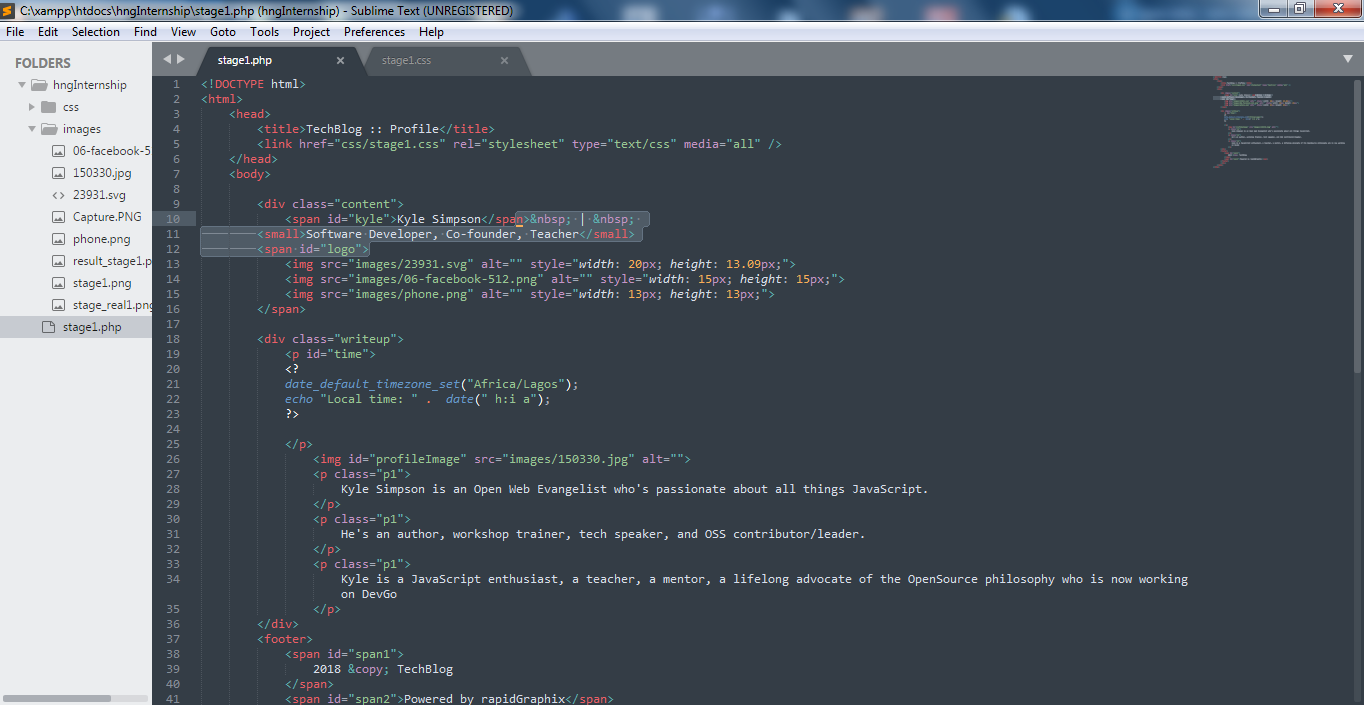 C:\xampp\htdocs\hngInternship\stage1.php (hngInternship) - Sublime Text (UNREGISTERED)
File Edit Selection Find View Goto Tools Project Preferences Help
FOLDERS
hngInternship
css
images
06-facebook-5
150330.jpg
23931.svg
Capture.PNG
phone.png
result_stage1.p
stage1.png
stage_real1.png
stage1.php
stage1.php stage1.css
1 <!DOCTYPE html>
2 <html>
3 <head>
4 <title>TechBlog :: Profile</title>
5 <link href="css/stage1.css" rel="stylesheet" type="text/css" media="all" />
6 </head>
7 <body>
8
9 <div class="content">
10 <span id="kyle">Kyle Simpson</span>&nbsp; | &nbsp;
11 <small>Software Developer, Co-founder, Teacher</small>
12 <span id="logo">
13 <img src="images/23931.svg" alt="" style="width: 20px; height: 13.09px;">
14 <img src="images/06-facebook-512.png" alt="" style="width: 15px; height: 15px;">
15 <img src="images/phone.png" alt="" style="width: 13px; height: 13px;">
16 </span>
17
18 <div class="writeup">
19 <p id="time">
20 <?
21 date_default_timezone_set("Africa/Lagos");
22 echo "Local time: " . date(" h:i a");
23 ?>
24
25 </p>
26 <img id="profileImage" src="images/150330.jpg" alt="">
27 <p class="p1">
28 Kyle Simpson is an Open Web Evangelist who's passionate about all things JavaScript.
29 </p>
30 <p class="p1">
31 He's an author, workshop trainer, tech speaker, and OSS contributor/leader.
32 </p>
33 <p class="p1">
34 Kyle is a JavaScript enthusiast, a teacher, a mentor, a lifelong advocate of the OpenSource philosophy who is now working
on DevGo
35 </p>
36 </div>
37 <footer>
38 <span id="span1">
39 2018 &copy; TechBlog
40 </span>
41 <span id="span2">Powered by rapidGraphix</span>